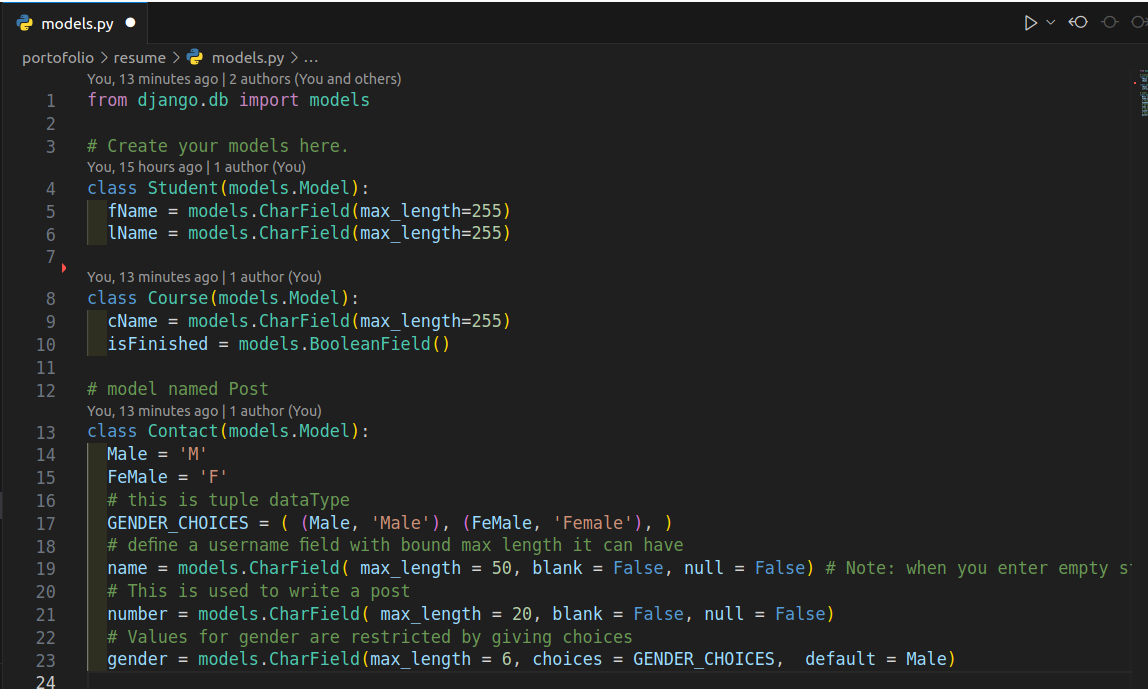 models.py
portofolio > resume > models.py > ...
You, 13 minutes ago | 2 authors (You and others)
1 from django.db import models
2
3 # Create your models here.
You, 15 hours ago | 1 author (You)
4 class Student(models.Model):
5 fName = models.CharField(max_length=255)
6 lName = models.CharField(max_length=255)
7
You, 13 minutes ago | 1 author (You)
8 class Course(models.Model):
9 cName = models.CharField(max_length=255)
10 isFinished = models.BooleanField()
11
12 # model named Post
You, 13 minutes ago | 1 author (You)
13 class Contact(models.Model):
14 Male = 'M'
15 FeMale = 'F'
16 # this is tuple dataType
17 GENDER_CHOICES = ( (Male, 'Male'), (FeMale, 'Female'), )
18 # define a username field with bound max length it can have
19 name = models.CharField( max_length = 50, blank = False, null = False) # Note: when you enter empty
20 # This is used to write a post
21 number = models.CharField( max_length = 20, blank = False, null = False)
22 # Values for gender are restricted by giving choices
23 gender = models.CharField(max_length = 6, choices = GENDER_CHOICES,  default = Male)
24